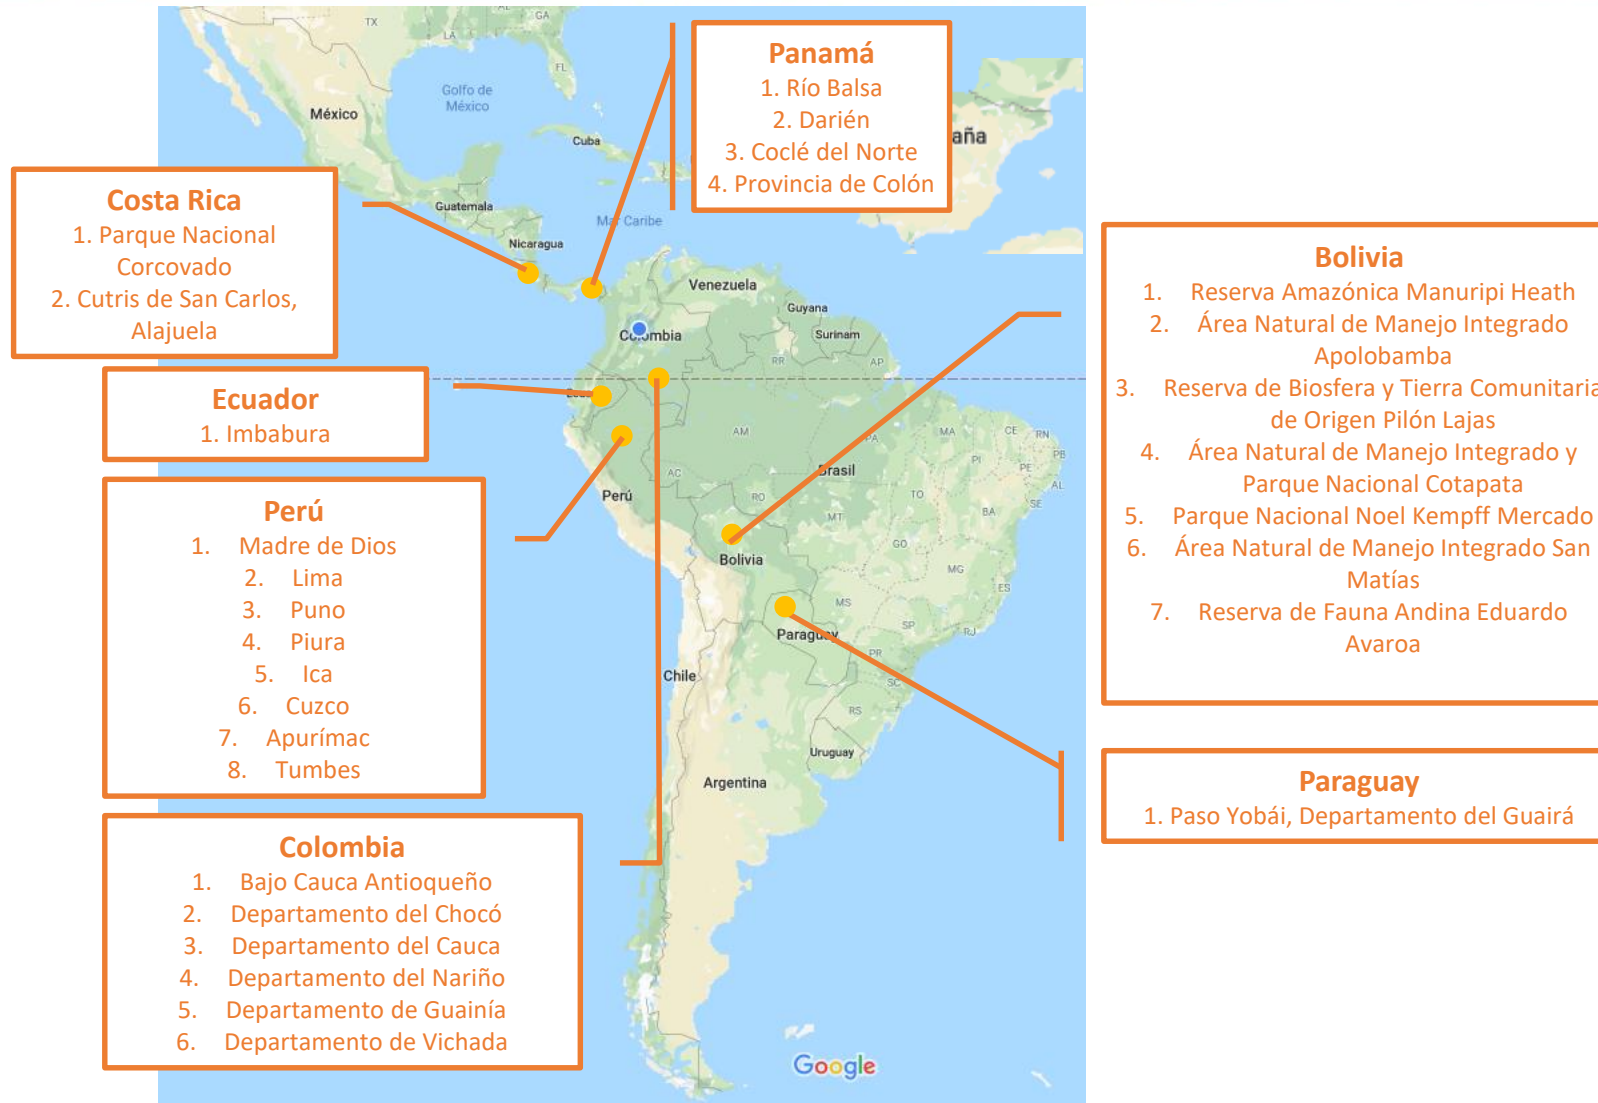 Panamá
1. Río Balsa
2. Darién
3. Coclé del Norte
4. Provincia de Colón
Costa Rica
1. Parque Nacional
Corcovado
2. Cutris de San Carlos,
Alajuela
Ecuador
1. Imbabura
Perú
1. Madre de Dios
2. Lima
3. Puno
4. Piura
5. Ica
6. Cuzco
7. Apurímac
8. Tumbes
Colombia
1. Bajo Cauca Antioqueño
2. Departamento del Chocó
3. Departamento del Cauca
4. Departamento del Nariño
5. Departamento de Guainía
6. Departamento de Vichada
Bolivia
1. Reserva Amazónica Manuripi Heath
2. Área Natural de Manejo Integrado
Apolobamba
3. Reserva de Biosfera y Tierra Comunitaria
de Origen Pilón Lajas
4. Área Natural de Manejo Integrado y
Parque Nacional Cotapata
5. Parque Nacional Noel Kempff Mercado
6. Área Natural de Manejo Integrado San
Matías
7. Reserva de Fauna Andina Eduardo
Avaroa
Paraguay
1. Paso Yobái, Departamento del Guairá
TX
LA
AL
GA
FL
Golfo de
México
México
Cuba
aña
Guatemala
Mar Caribe
Nicaragua
Venezuela
Guyana
Surinam
Colombia
RR
AP
AM
PA
MA
CE
RN
PB
PI
PE
AL
SE
AC
Brasil
TO
BA
RO
MT
Perú
GO
Bolivia
MG
ES
MS
SP
RJ
Paraguay
PR
SC
Chile
RS
Uruguay
Argentina
Google